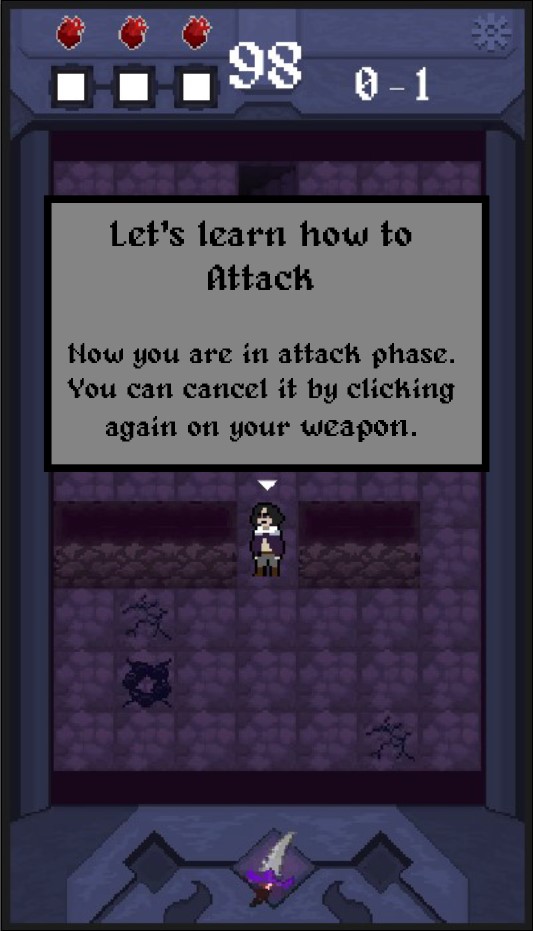 98
0-1
Let's learn how to
Attack
Now you are in attack phase.
You can cancel it by clicking
again on your weapon.